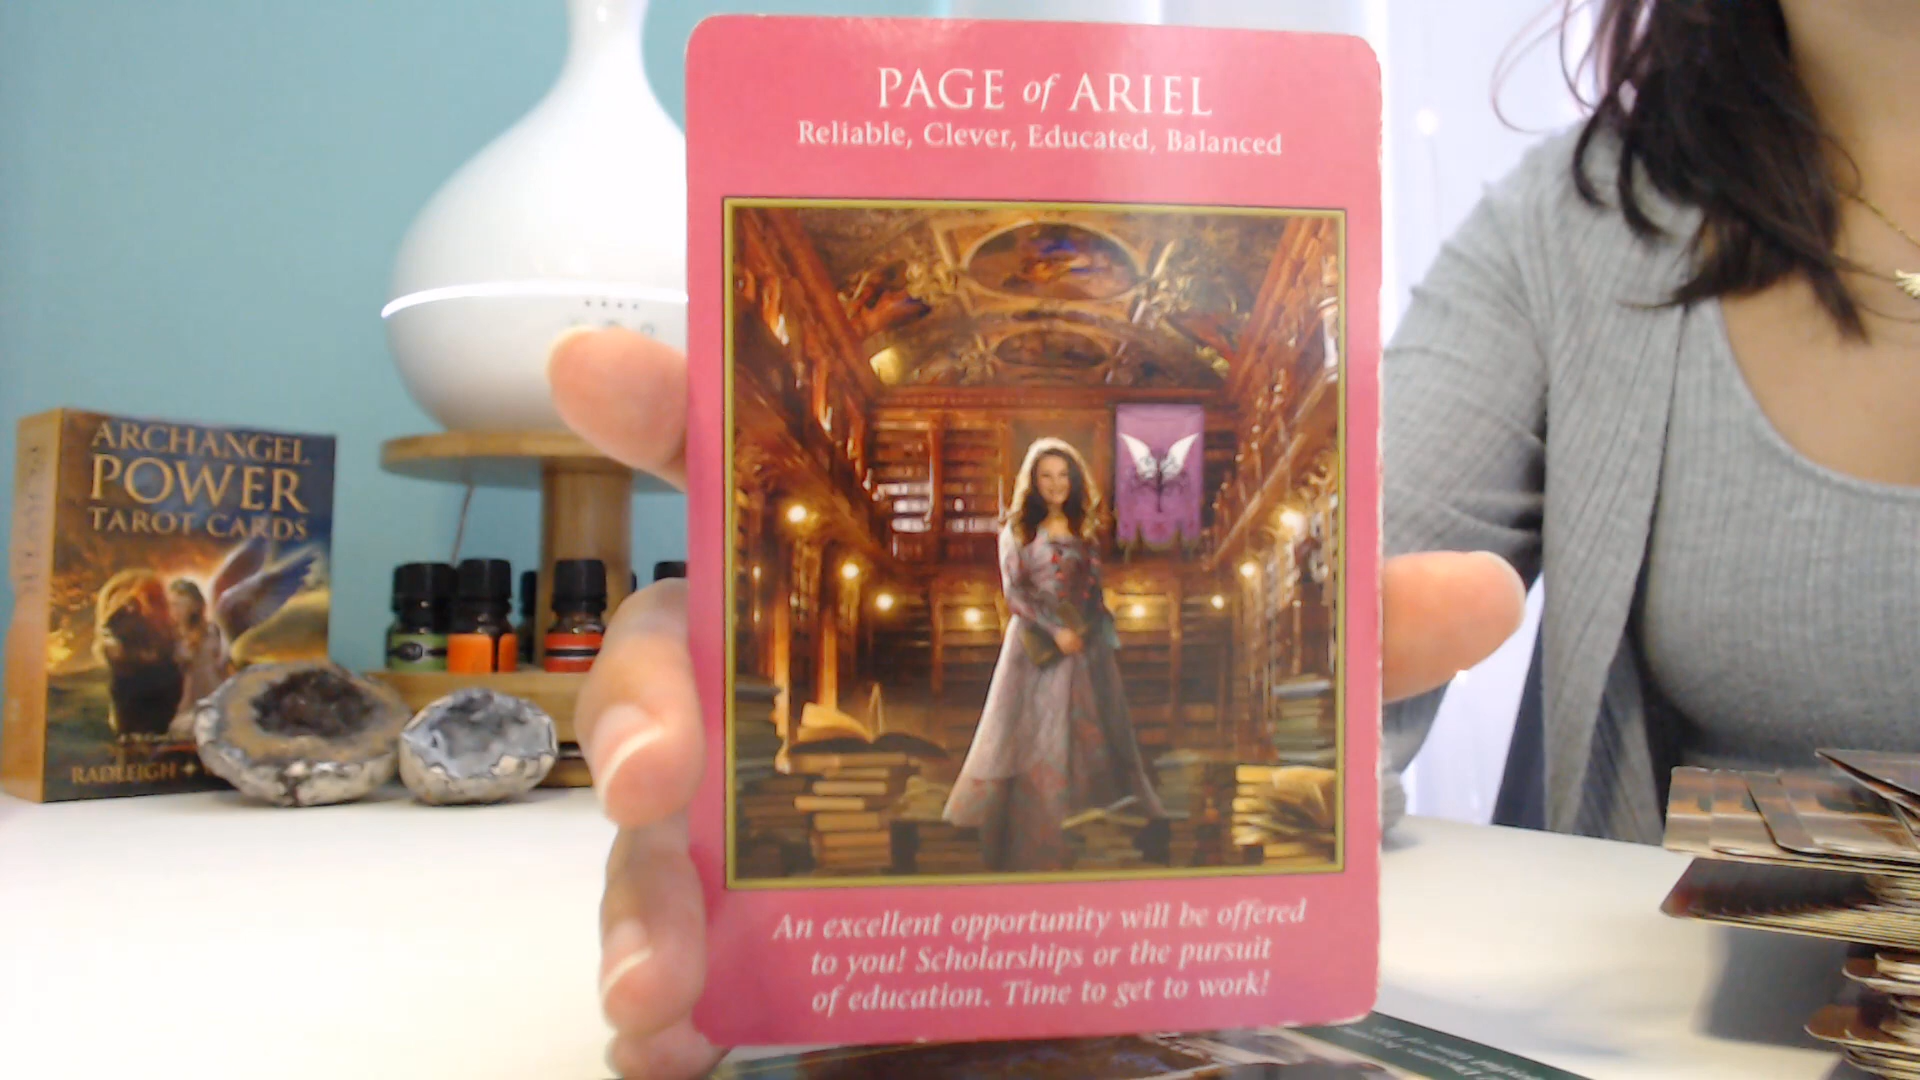 PAGE of ARIEL
Reliable, Clever, Educated, Balanced
An excellent opportunity will be offered
to you! Scholarships or the pursuit
of education. Time to get to work!
ARCHANGEL
POWER
TAROT CARDS
RADLEIGH